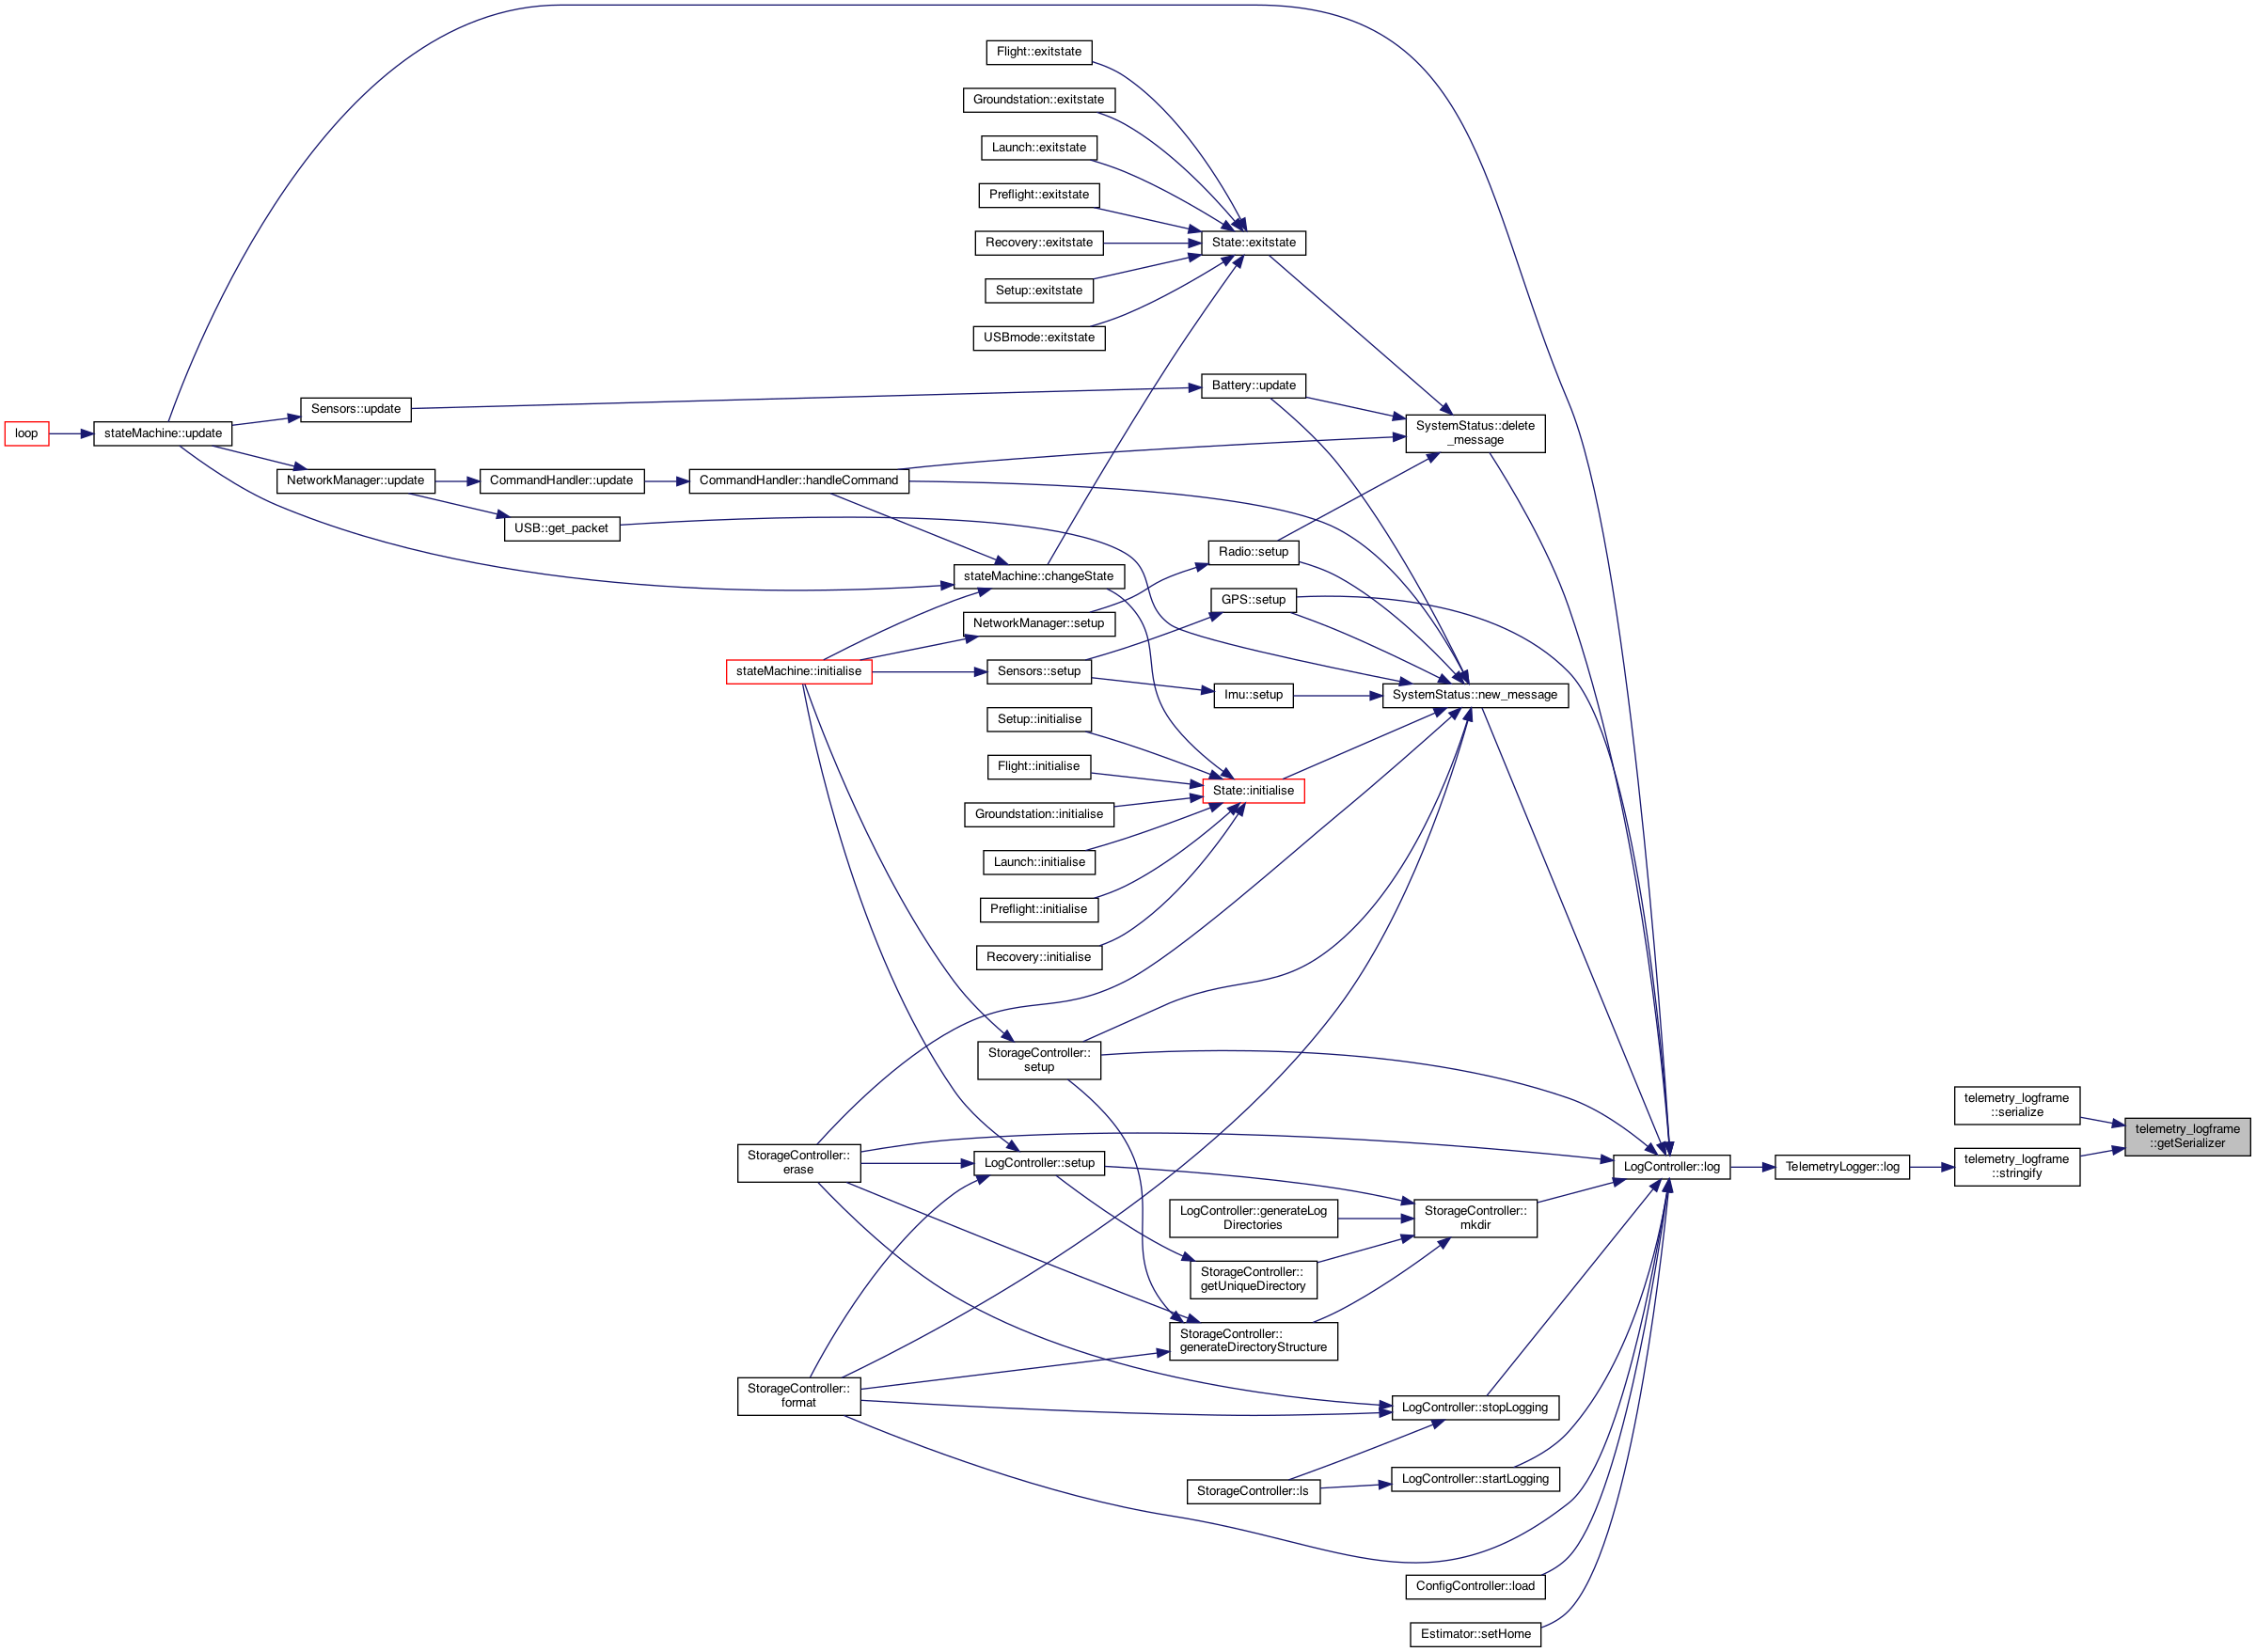 Flight::exitstate
Groundstation::exitstate
Launch::exitstate
Preflight::exitstate
Recovery::exitstate
State::exitstate
Setup::exitstate
USBmode::exitstate
Battery::update
Sensors::update
loop
stateMachine::update
SystemStatus::delete
_message
NetworkManager::update
CommandHandler::update
CommandHandler::handleCommand
USB::get_packet
Radio::setup
stateMachine::changeState
GPS::setup
NetworkManager::setup
stateMachine::initialise
Sensors::setup
Imu::setup
SystemStatus::new_message
Setup::initialise
Flight::initialise
State::initialise
Groundstation::initialise
Launch::initialise
Preflight::initialise
Recovery::initialise
StorageController::
setup
telemetry_logframe
::serialize
telemetry_logframe
::getSerializer
StorageController::
erase
LogController::setup
LogController::log
TelemetryLogger::log
telemetry_logframe
::stringify
LogController::generateLog
Directories
StorageController::
mkdir
StorageController::
getUniqueDirectory
StorageController::
generateDirectoryStructure
StorageController::
format
LogController::stopLogging
StorageController::ls
LogController::startLogging
ConfigController::load
Estimator::setHome